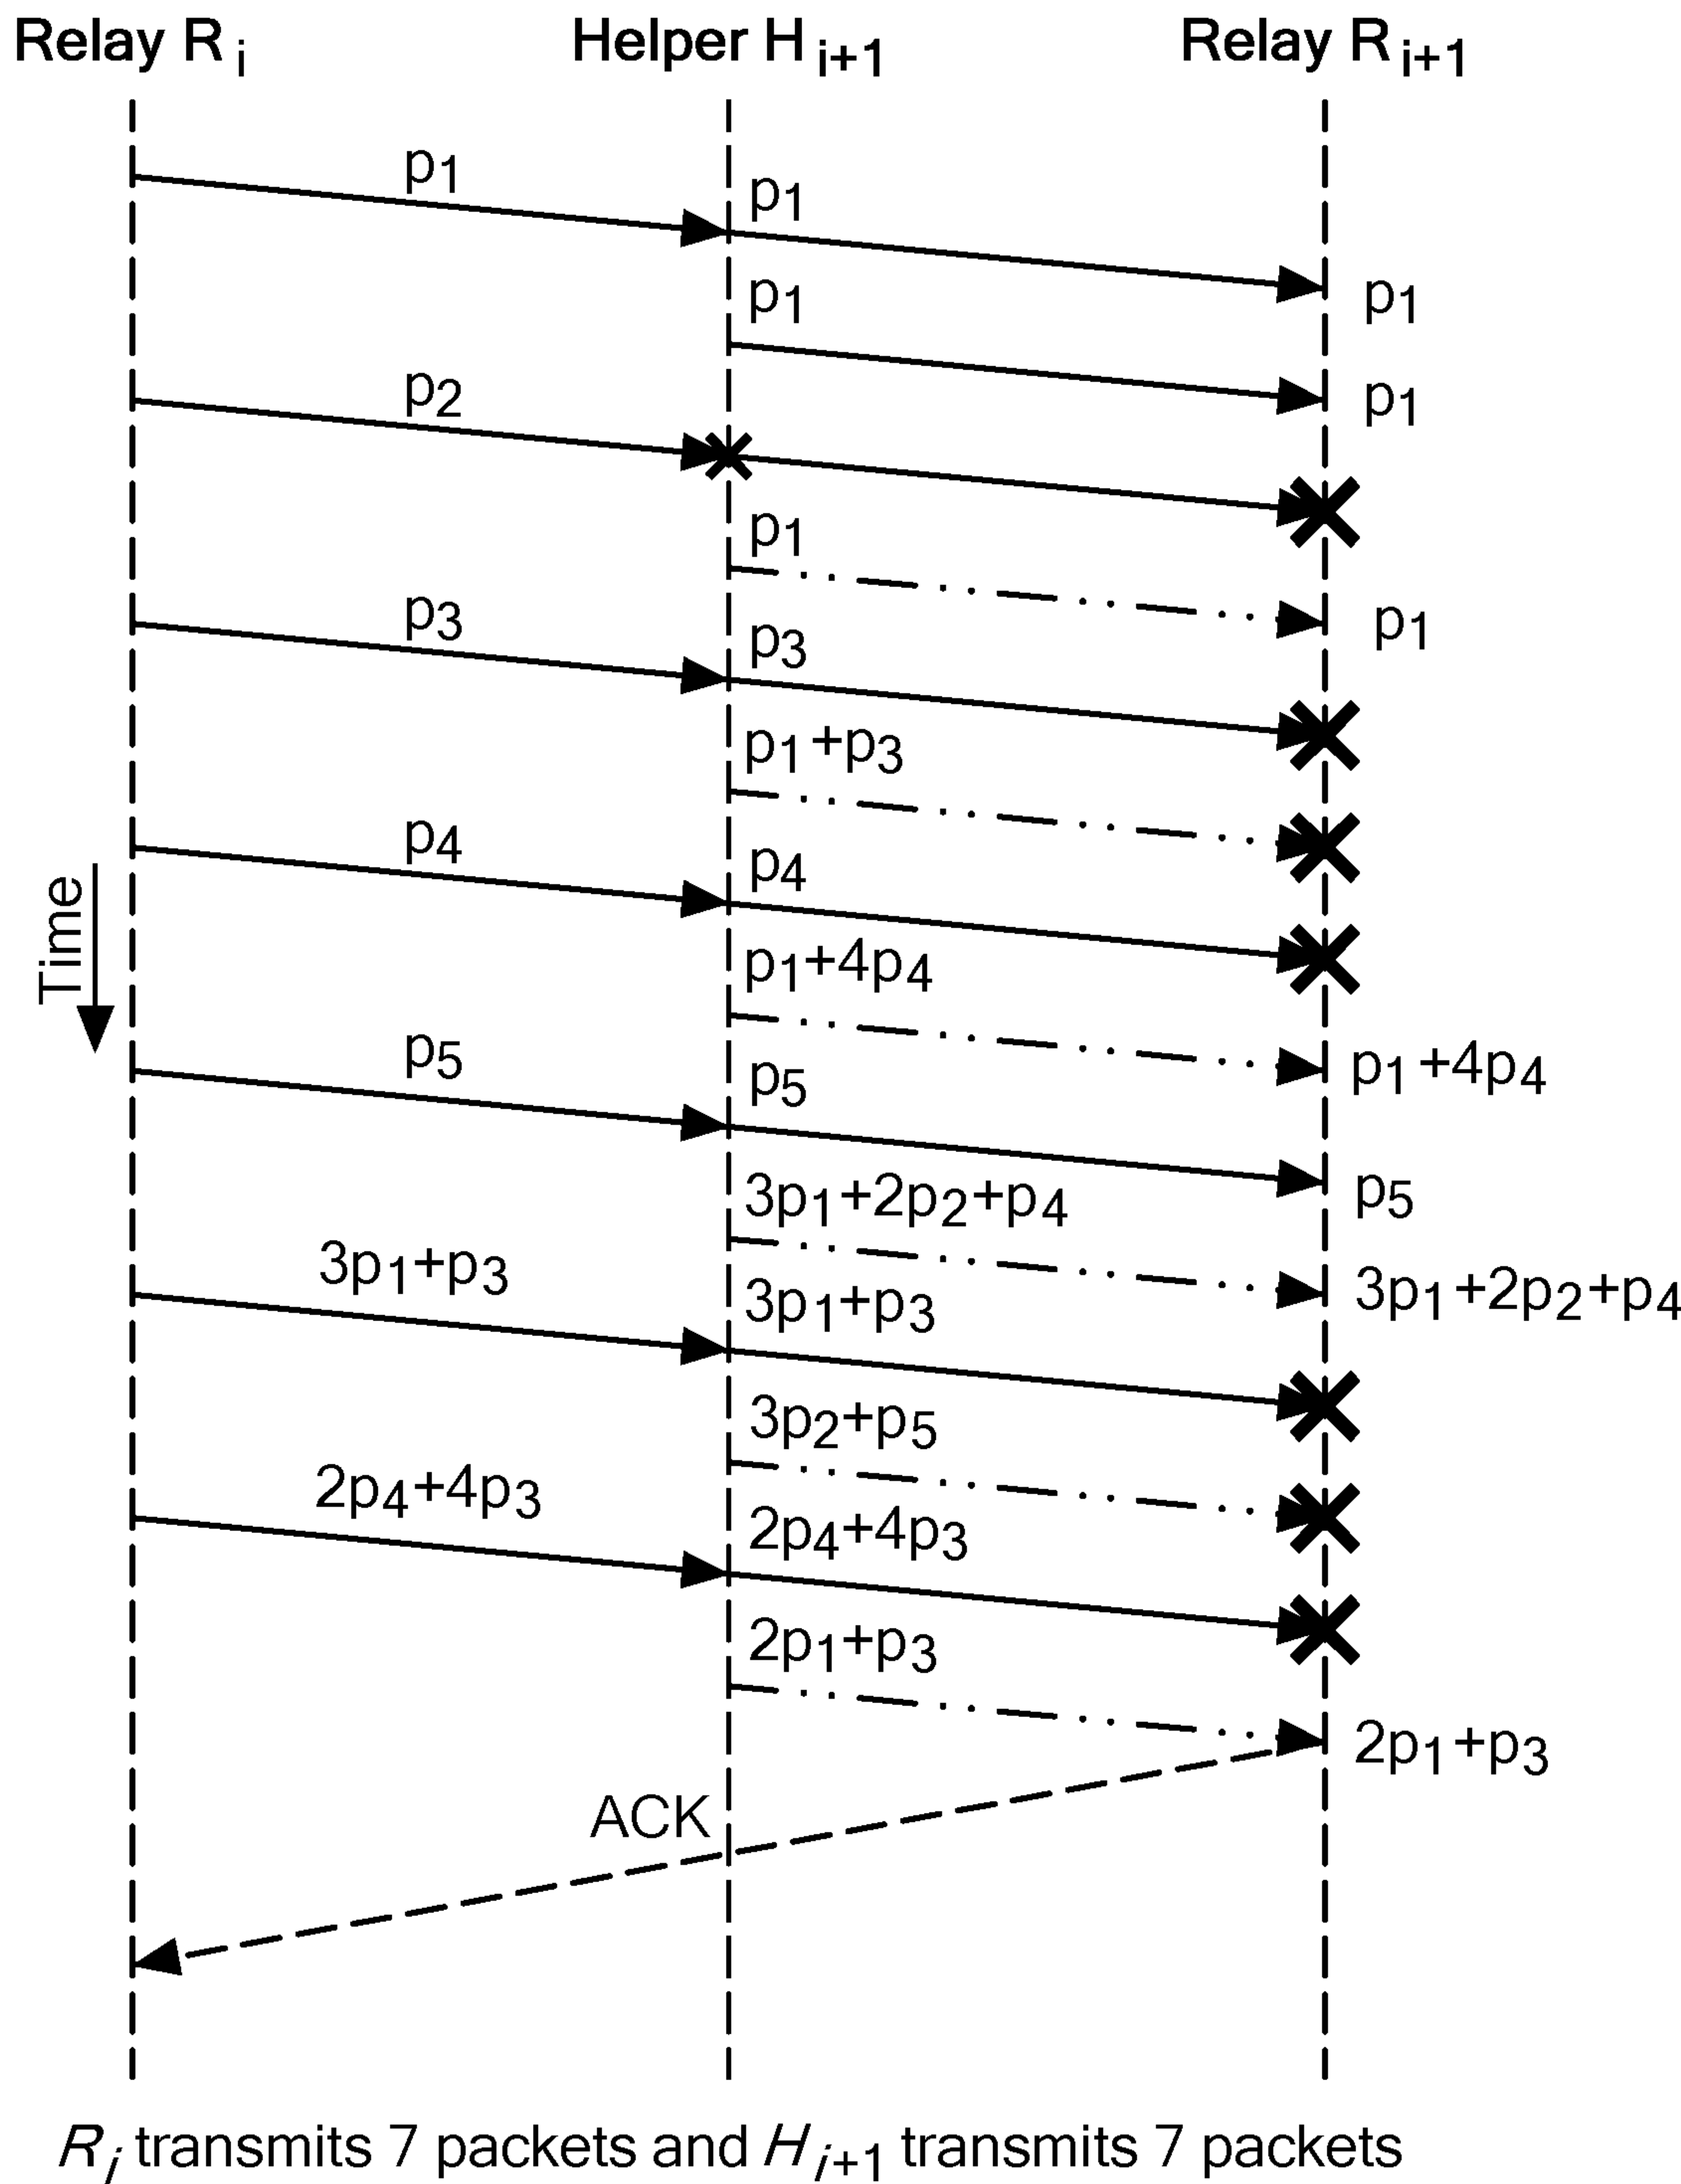 Relay R i Helper H i+1 Relay R i+1
p1
p1
p1
p1
p2
p1
p1
p3
p1
p3
p1+p3
p4
p4
p1+4p4
Time
p5
p1+4p4
p5
3p1+2p2+p4
p5
3p1+p3
3p1+p3
3p1+2p2+p4
3p2+p5
2p4+4p3
2p4+4p3
2p1+p3
2p1+p3
ACK
Ri transmits 7 packets and Hi+1 transmits 7 packets